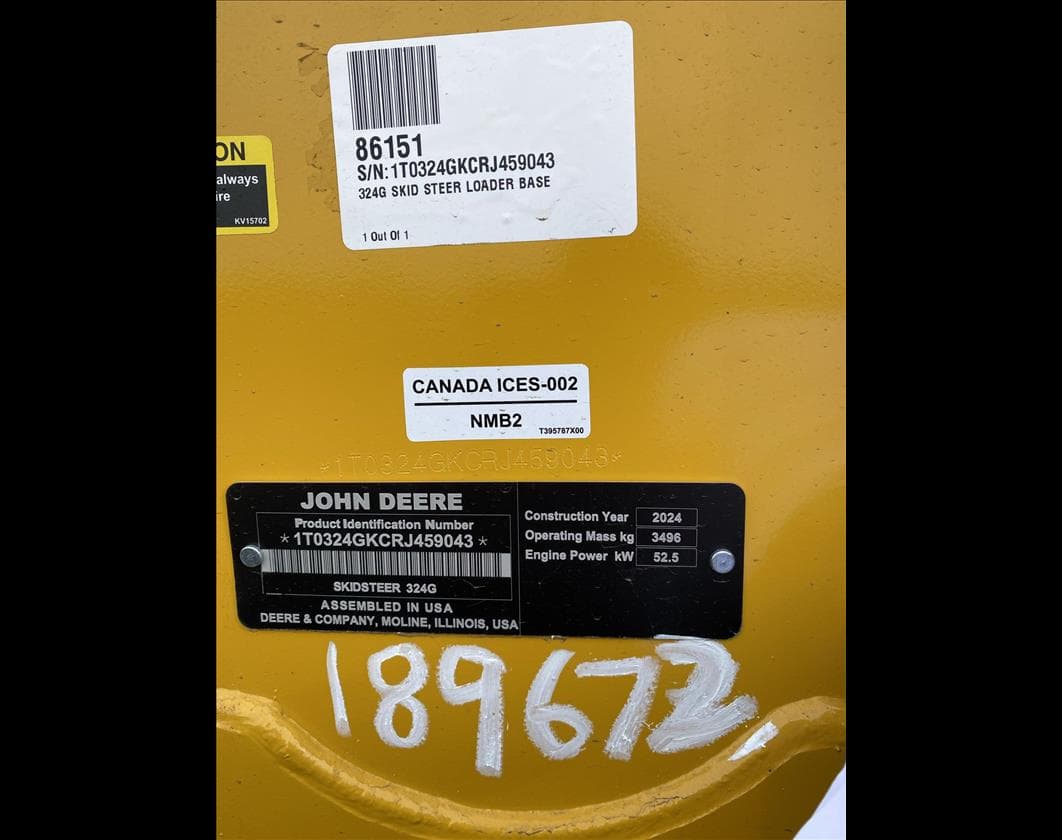 86151
S/N:1T0324GKCRJ459043
324G SKID STEER LOADER BASE
1 Out Of 1
ON
always
ire
KV15702
CANADA ICES-002
NMB2
T395787X00
*1T0324GKCRJ459043*
JOHN DEERE
Product Identification Number
*1T0324GKCRJ459043*
SKIDSTEER 324G
ASSEMBLED IN USA
DEERE & COMPANY, MOLINE, ILLINOIS, USA
Construction Year 2024
Operating Mass kg 3496
Engine Power kW 52.5
189672